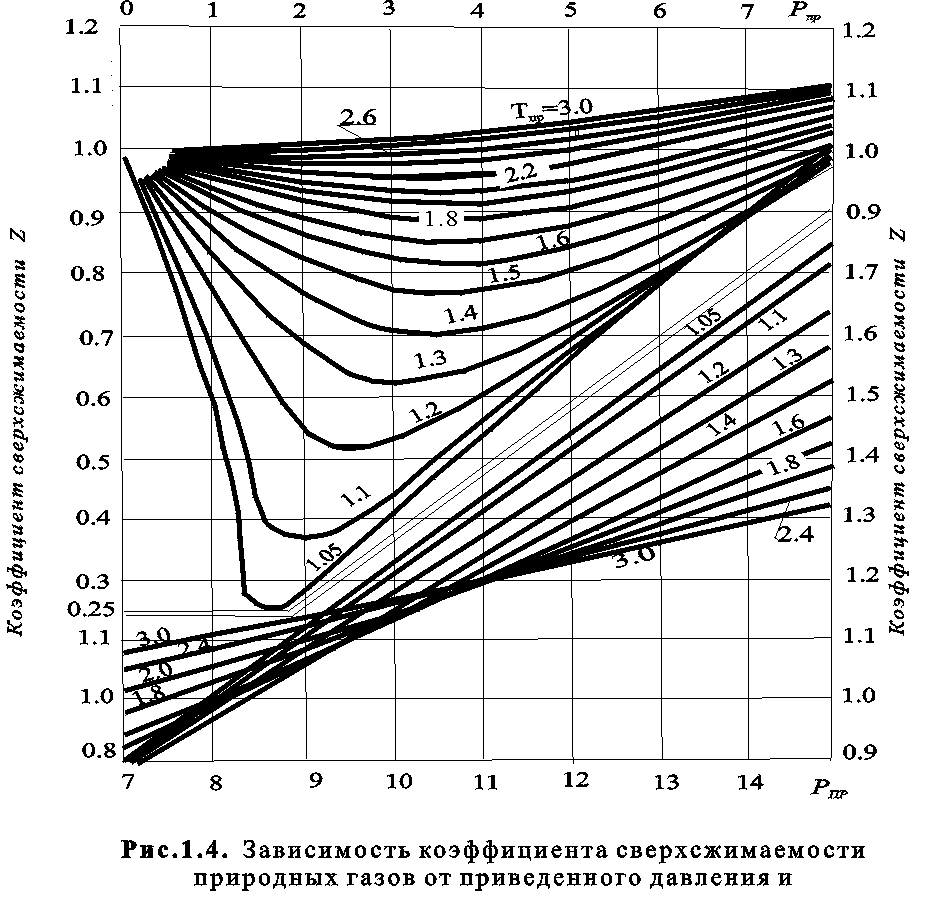 0 1 2 3 4 5 6 7 Pпр
1.2 1.2
1.1 1.1
2.6 Tпр=3.0
1.0 1.0
2.2
0.9 1.8 0.9
1.6
0.8 1.5 1.7
1.4 1.05 1.1
0.7 1.3 1.6
1.2 1.3
0.6 1.2 1.4 1.6 1.5
0.5 1.8 1.4
1.1
0.4 2.4 1.3
1.05 3.0
0.3 1.2
0.25
1.1 3.0 2.4 1.1
2.0
1.0 1.8 1.0
0.8 0.9
7 8 9 10 11 12 13 14 PПР
Коэффициент сверхсжимаемости Z
Коэффициент сверхсжимаемости Z
Рис.1.4. Зависимость коэффициента сверхсжимаемости
природных газов от приведенного давления и